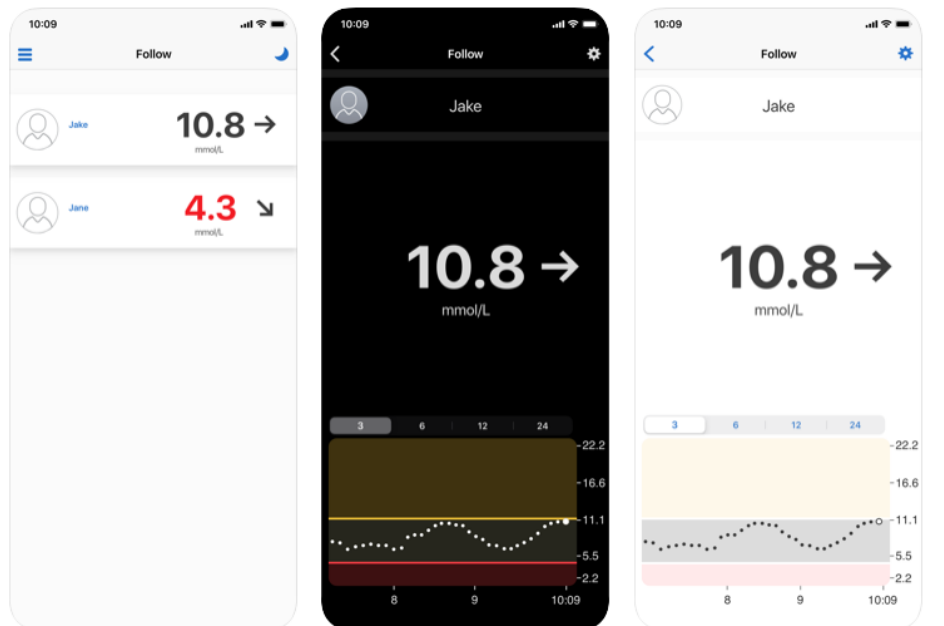 10:09
Follow
Jake
10.8
mmol/L
Jane
4.3
mmol/L
10:09
Follow
Jake
10.8
mmol/L
3 6 12 24
22.2
16.6
11.1
5.5
2.2
8 9 10:09
10:09
Follow
Jake
10.8
mmol/L
3 6 12 24
22.2
16.6
11.1
5.5
2.2
8 9 10:09